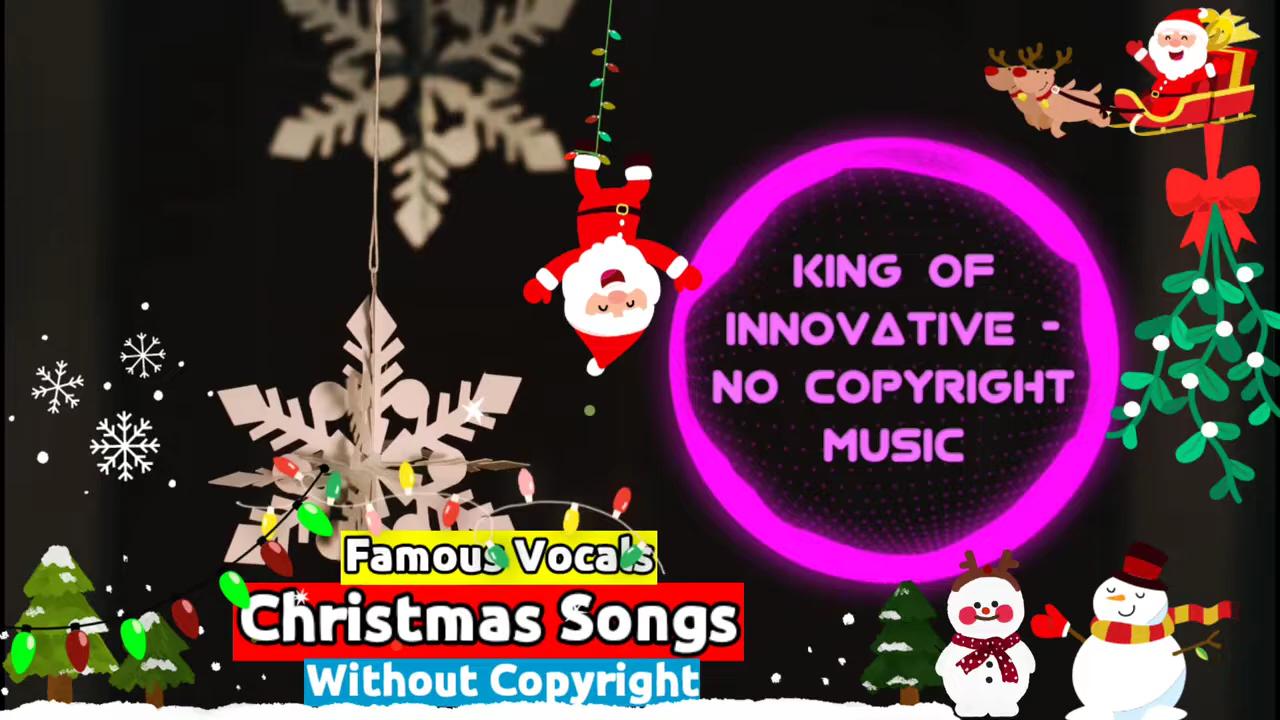 KING OF
INNOVATIVE -
NO COPYRIGHT
MUSIC
Famous Vocals
Christmas Songs
Without Copyright